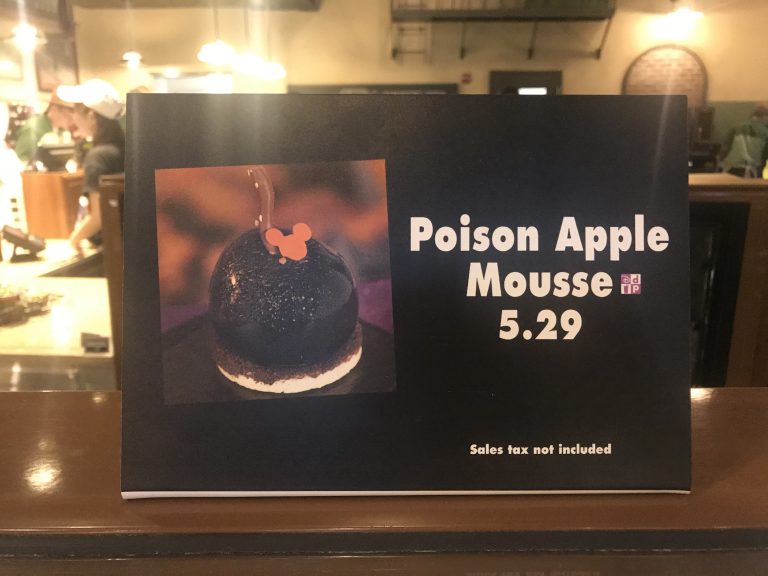 Poison Apple
Mousse
5.29
Sales tax not included